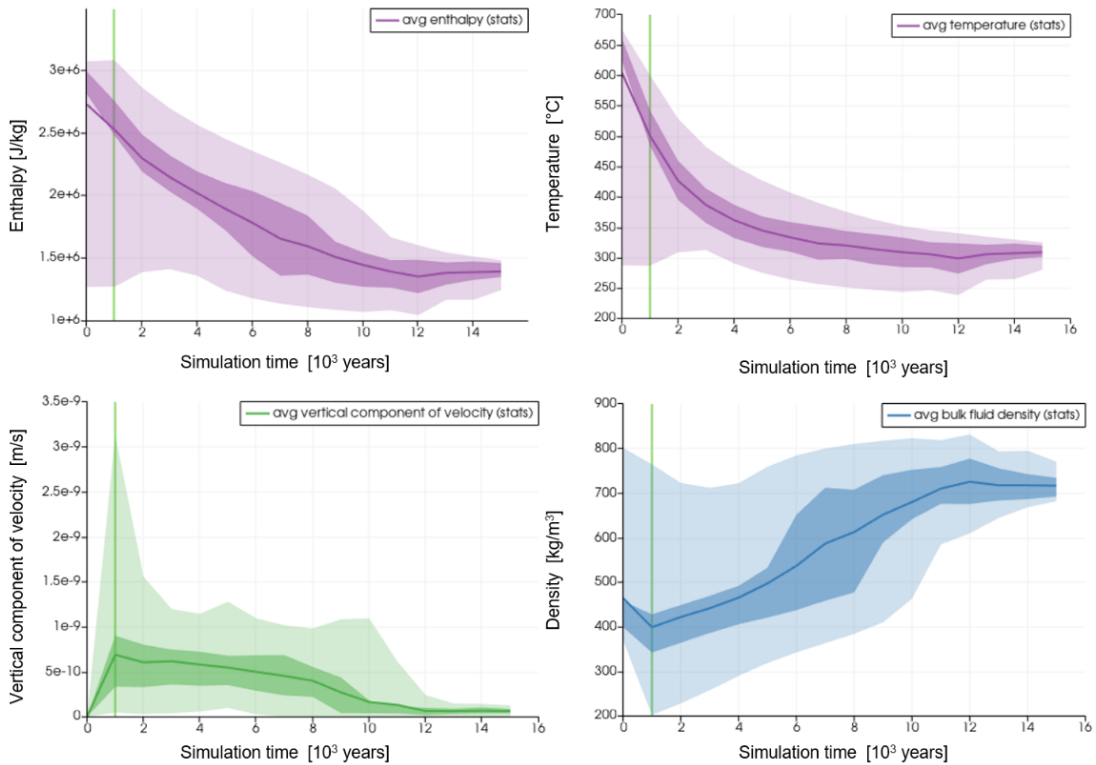 avg enthalpy (stats)
Enthalpy [J/kg]
3e+6
2.5e+6
2e+6
1.5e+6
1e+6
0 2 4 6 8 10 12 14
Simulation time [10³ years]
avg temperature (stats)
Temperature [°C]
700
650
600
550
500
450
400
350
300
250
200
0 2 4 6 8 10 12 14 16
Simulation time [10³ years]
avg vertical component of velocity (stats)
Vertical component of velocity [m/s]
3.5e-9
3e-9
2.5e-9
2e-9
1.5e-9
1e-9
5e-10
0
0 2 4 6 8 10 12 14 16
Simulation time [10³ years]
avg bulk fluid density (stats)
Density [kg/m³]
900
800
700
600
500
400
300
200
0 2 4 6 8 10 12 14 16
Simulation time [10³ years]